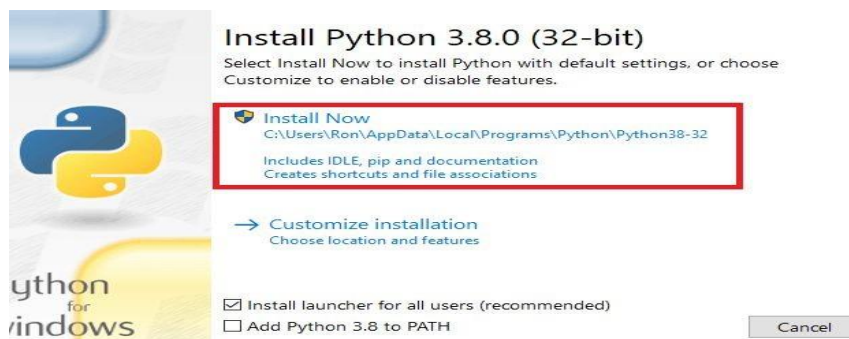 Install Python 3.8.0 (32-bit)
Select Install Now to install Python with default settings, or choose
Customize to enable or disable features.
Install Now
C:\Users\Ron\AppData\Local\Programs\Python\Python38-32
Includes IDLE, pip and documentation
Creates shortcuts and file associations
Customize installation
Choose location and features
ython
for
indows
Install launcher for all users (recommended)
Add Python 3.8 to PATH
Cancel